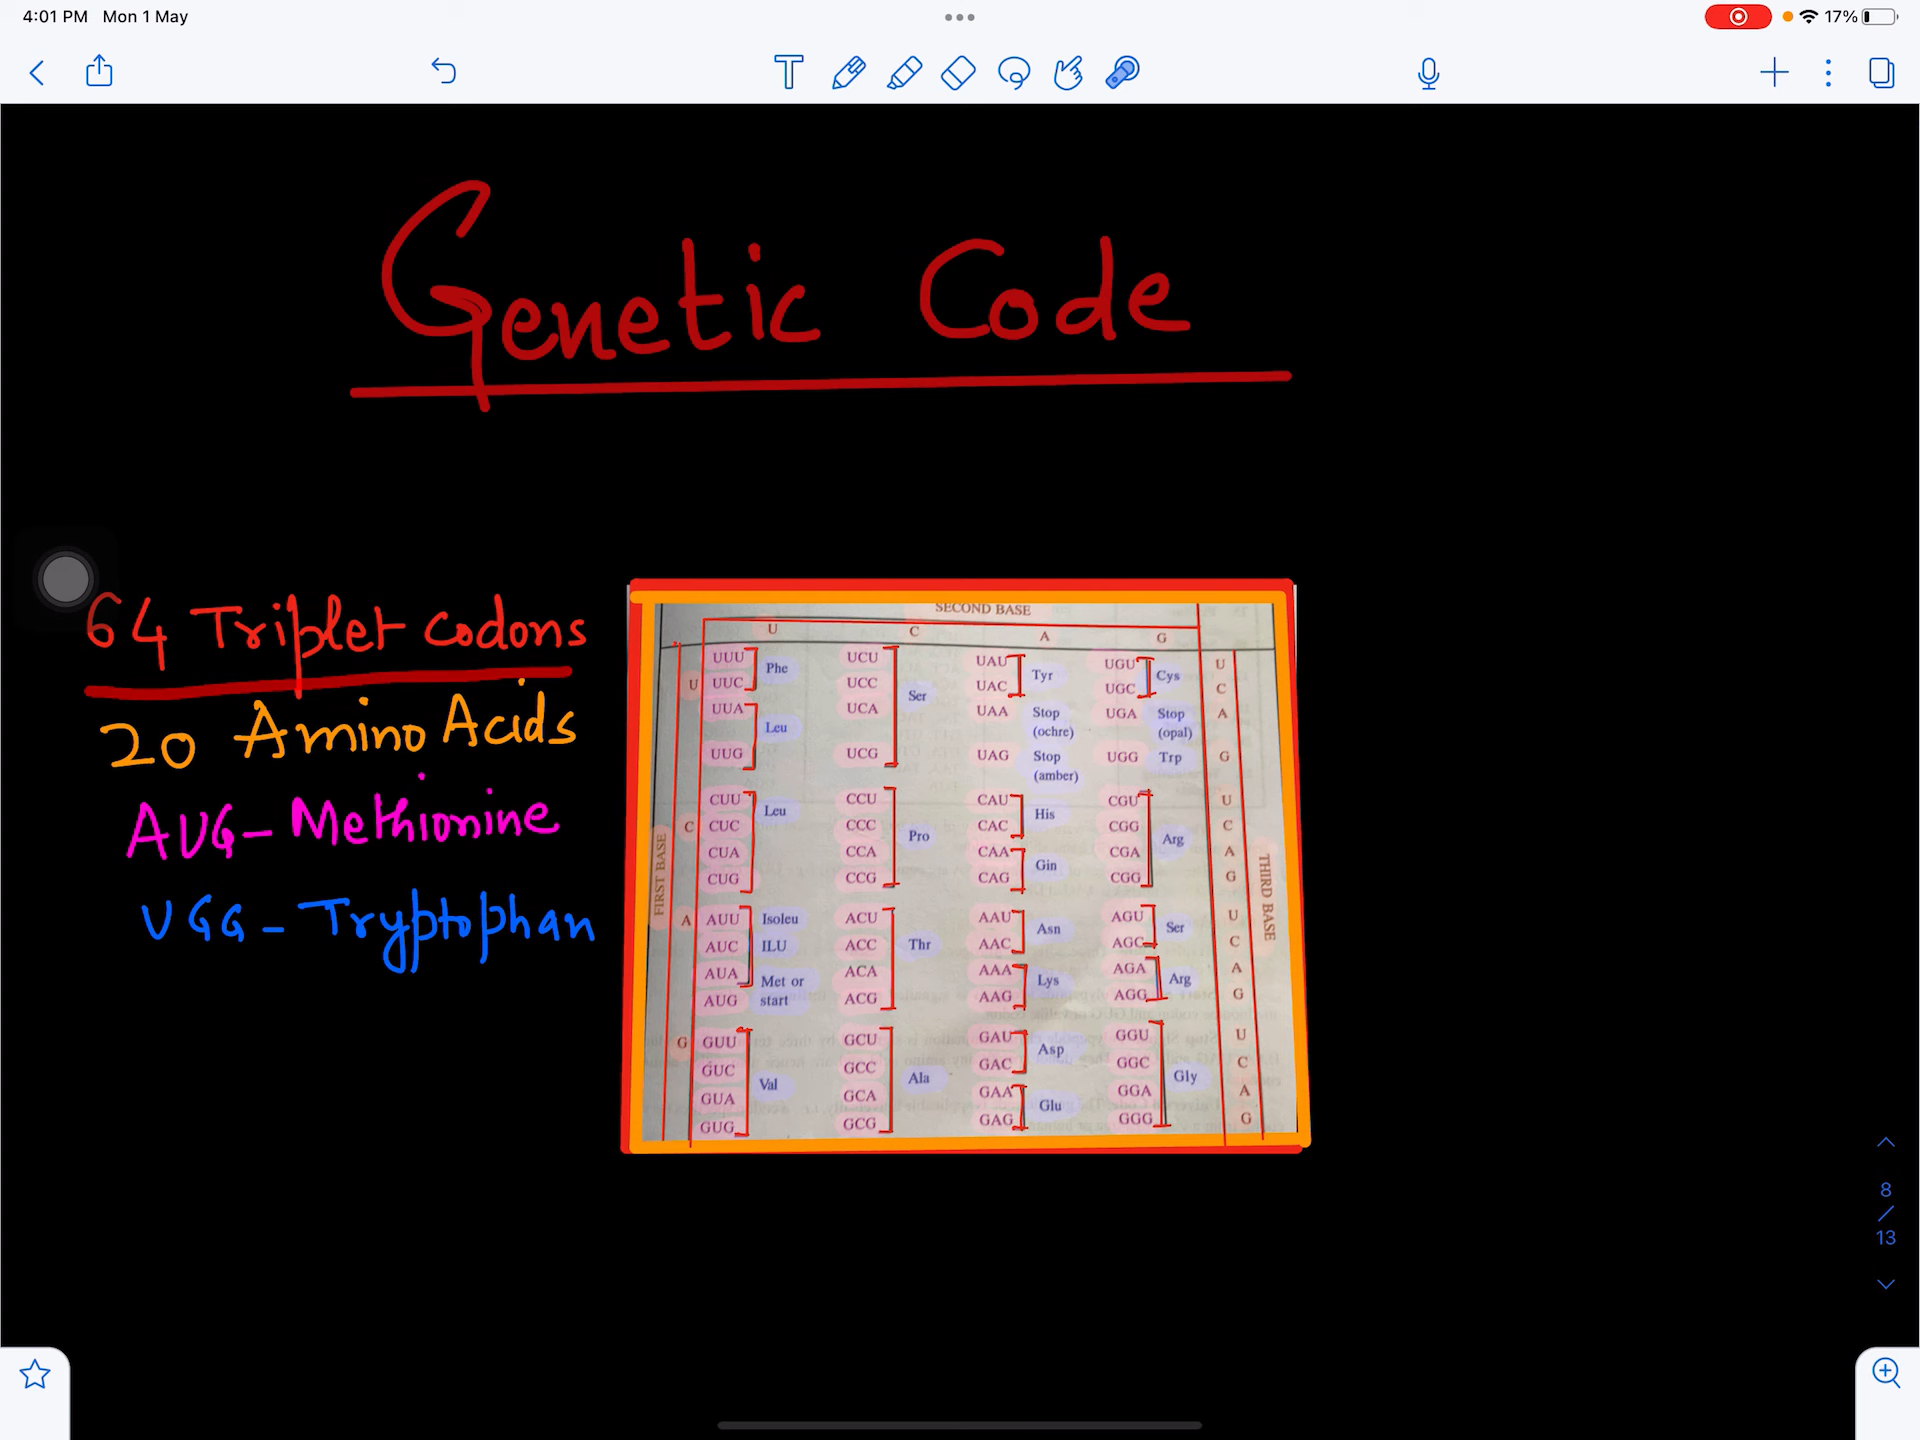 4:01 PM Mon 1 May
17%
Genetic Code
64 Triplet codons
20 Amino Acids
AUG - Methionine
UGG - Tryptophan
SECOND BASE
U C A G
FIRST BASE
THIRD BASE
U
UUU Phe UCU Ser UAU Tyr UGU Cys U
UUC UCC UAC UGC C
UUA Leu UCA UAA Stop (ochre) UGA Stop (opal) A
UUG UCG UAG Stop (amber) UGG Trp G
C
CUU Leu CCU Pro CAU His CGU Arg U
CUC CCC CAC CGG C
CUA CCA CAA Gin CGA A
CUG CCG CAG CGG G
A
AUU Isoleu ACU Thr AAU Asn AGU Ser U
AUC ILU ACC AAC AGC C
AUA Met or start ACA AAA Lys AGA Arg A
AUG ACG AAG AGG G
G
GUU Val GCU Ala GAU Asp GGU Gly U
GUC GCC GAC GGC C
GUA GCA GAA Glu GGA A
GUG GCG GAG GGG G
8
/
13